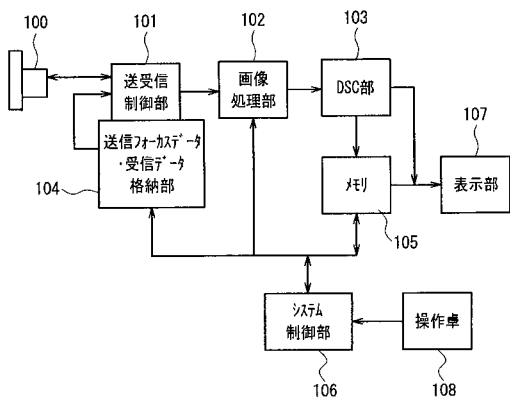 100
101
送受信
制御部
102
画像
処理部
103
DSC部
107
表示部
送信フォーカスデータ
・受信データ
格納部
104
メモリ
105
システム
制御部
106
操作卓
108